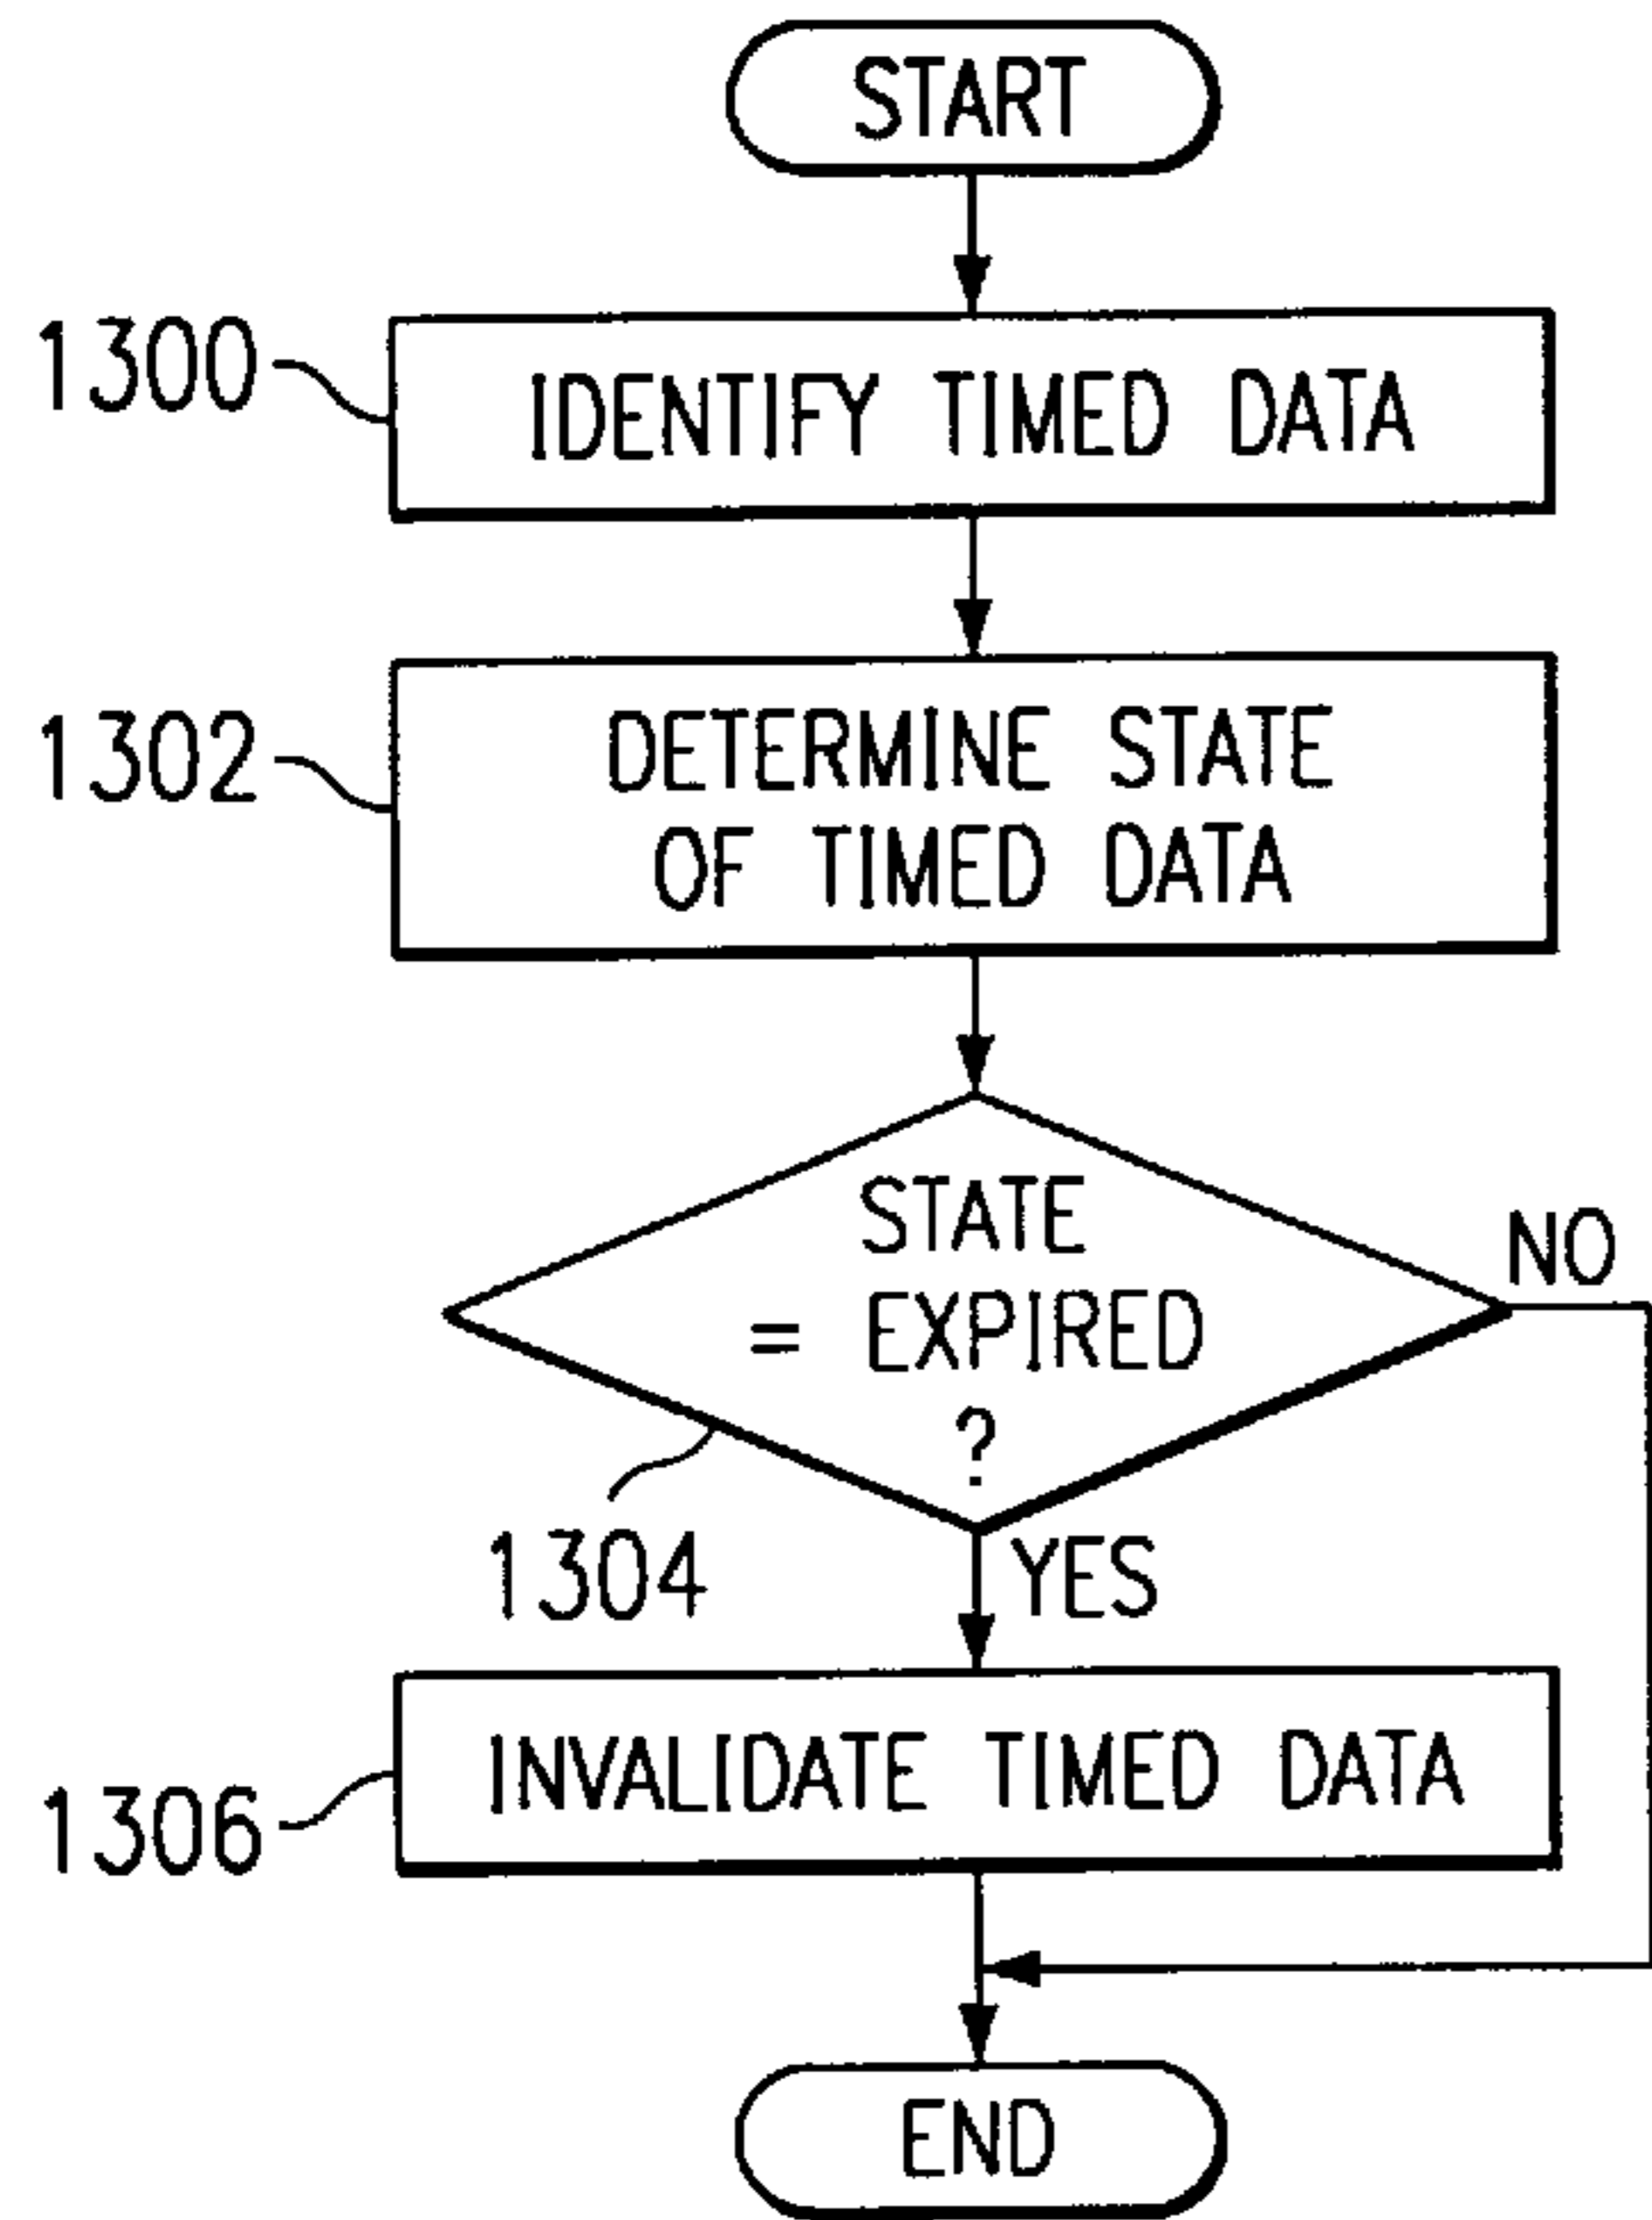 START
1300
IDENTIFY TIMED DATA
1302
DETERMINE STATE
OF TIMED DATA
STATE
= EXPIRED
?
NO
1304
YES
INVALIDATE TIMED DATA
1306
END